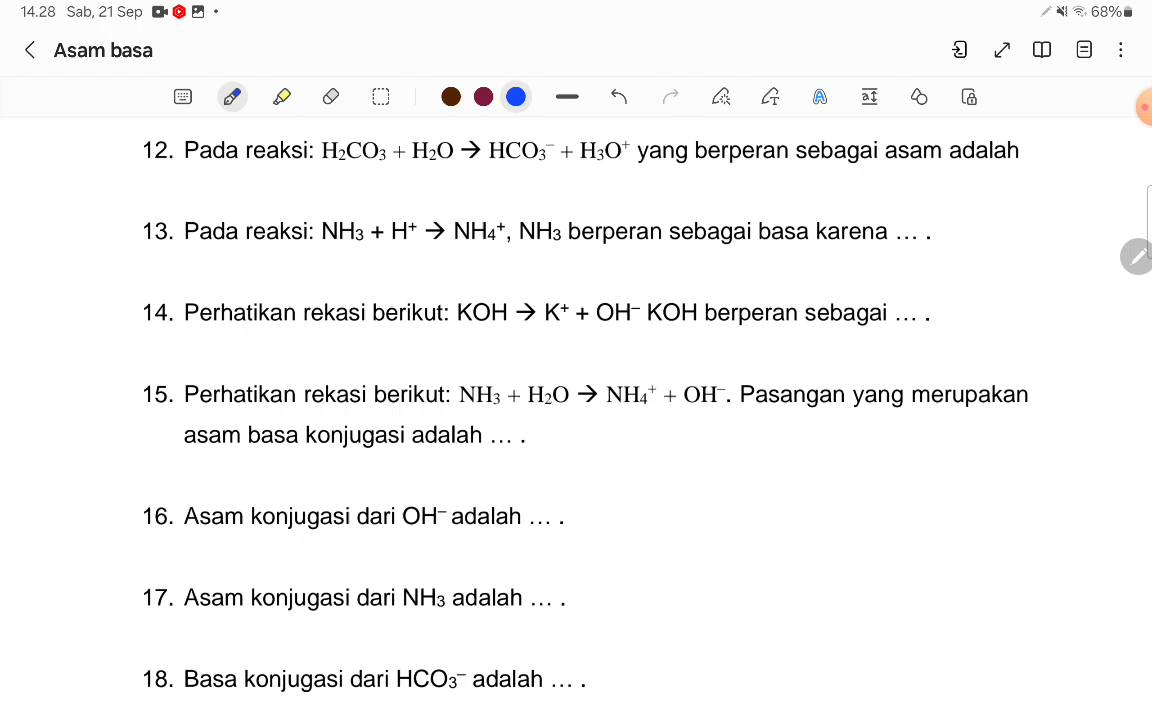 14.28 Sab, 21 Sep
68%
Asam basa
12. Pada reaksi: H₂CO₃ + H₂O → HCO₃⁻ + H₃O⁺ yang berperan sebagai asam adalah
13. Pada reaksi: NH₃ + H⁺ → NH₄⁺, NH₃ berperan sebagai basa karena ... .
14. Perhatikan rekasi berikut: KOH → K⁺ + OH⁻ KOH berperan sebagai ... .
15. Perhatikan rekasi berikut: NH₃ + H₂O → NH₄⁺ + OH⁻. Pasangan yang merupakan
asam basa konjugasi adalah ... .
16. Asam konjugasi dari OH⁻ adalah ... .
17. Asam konjugasi dari NH₃ adalah ... .
18. Basa konjugasi dari HCO₃⁻ adalah ... .